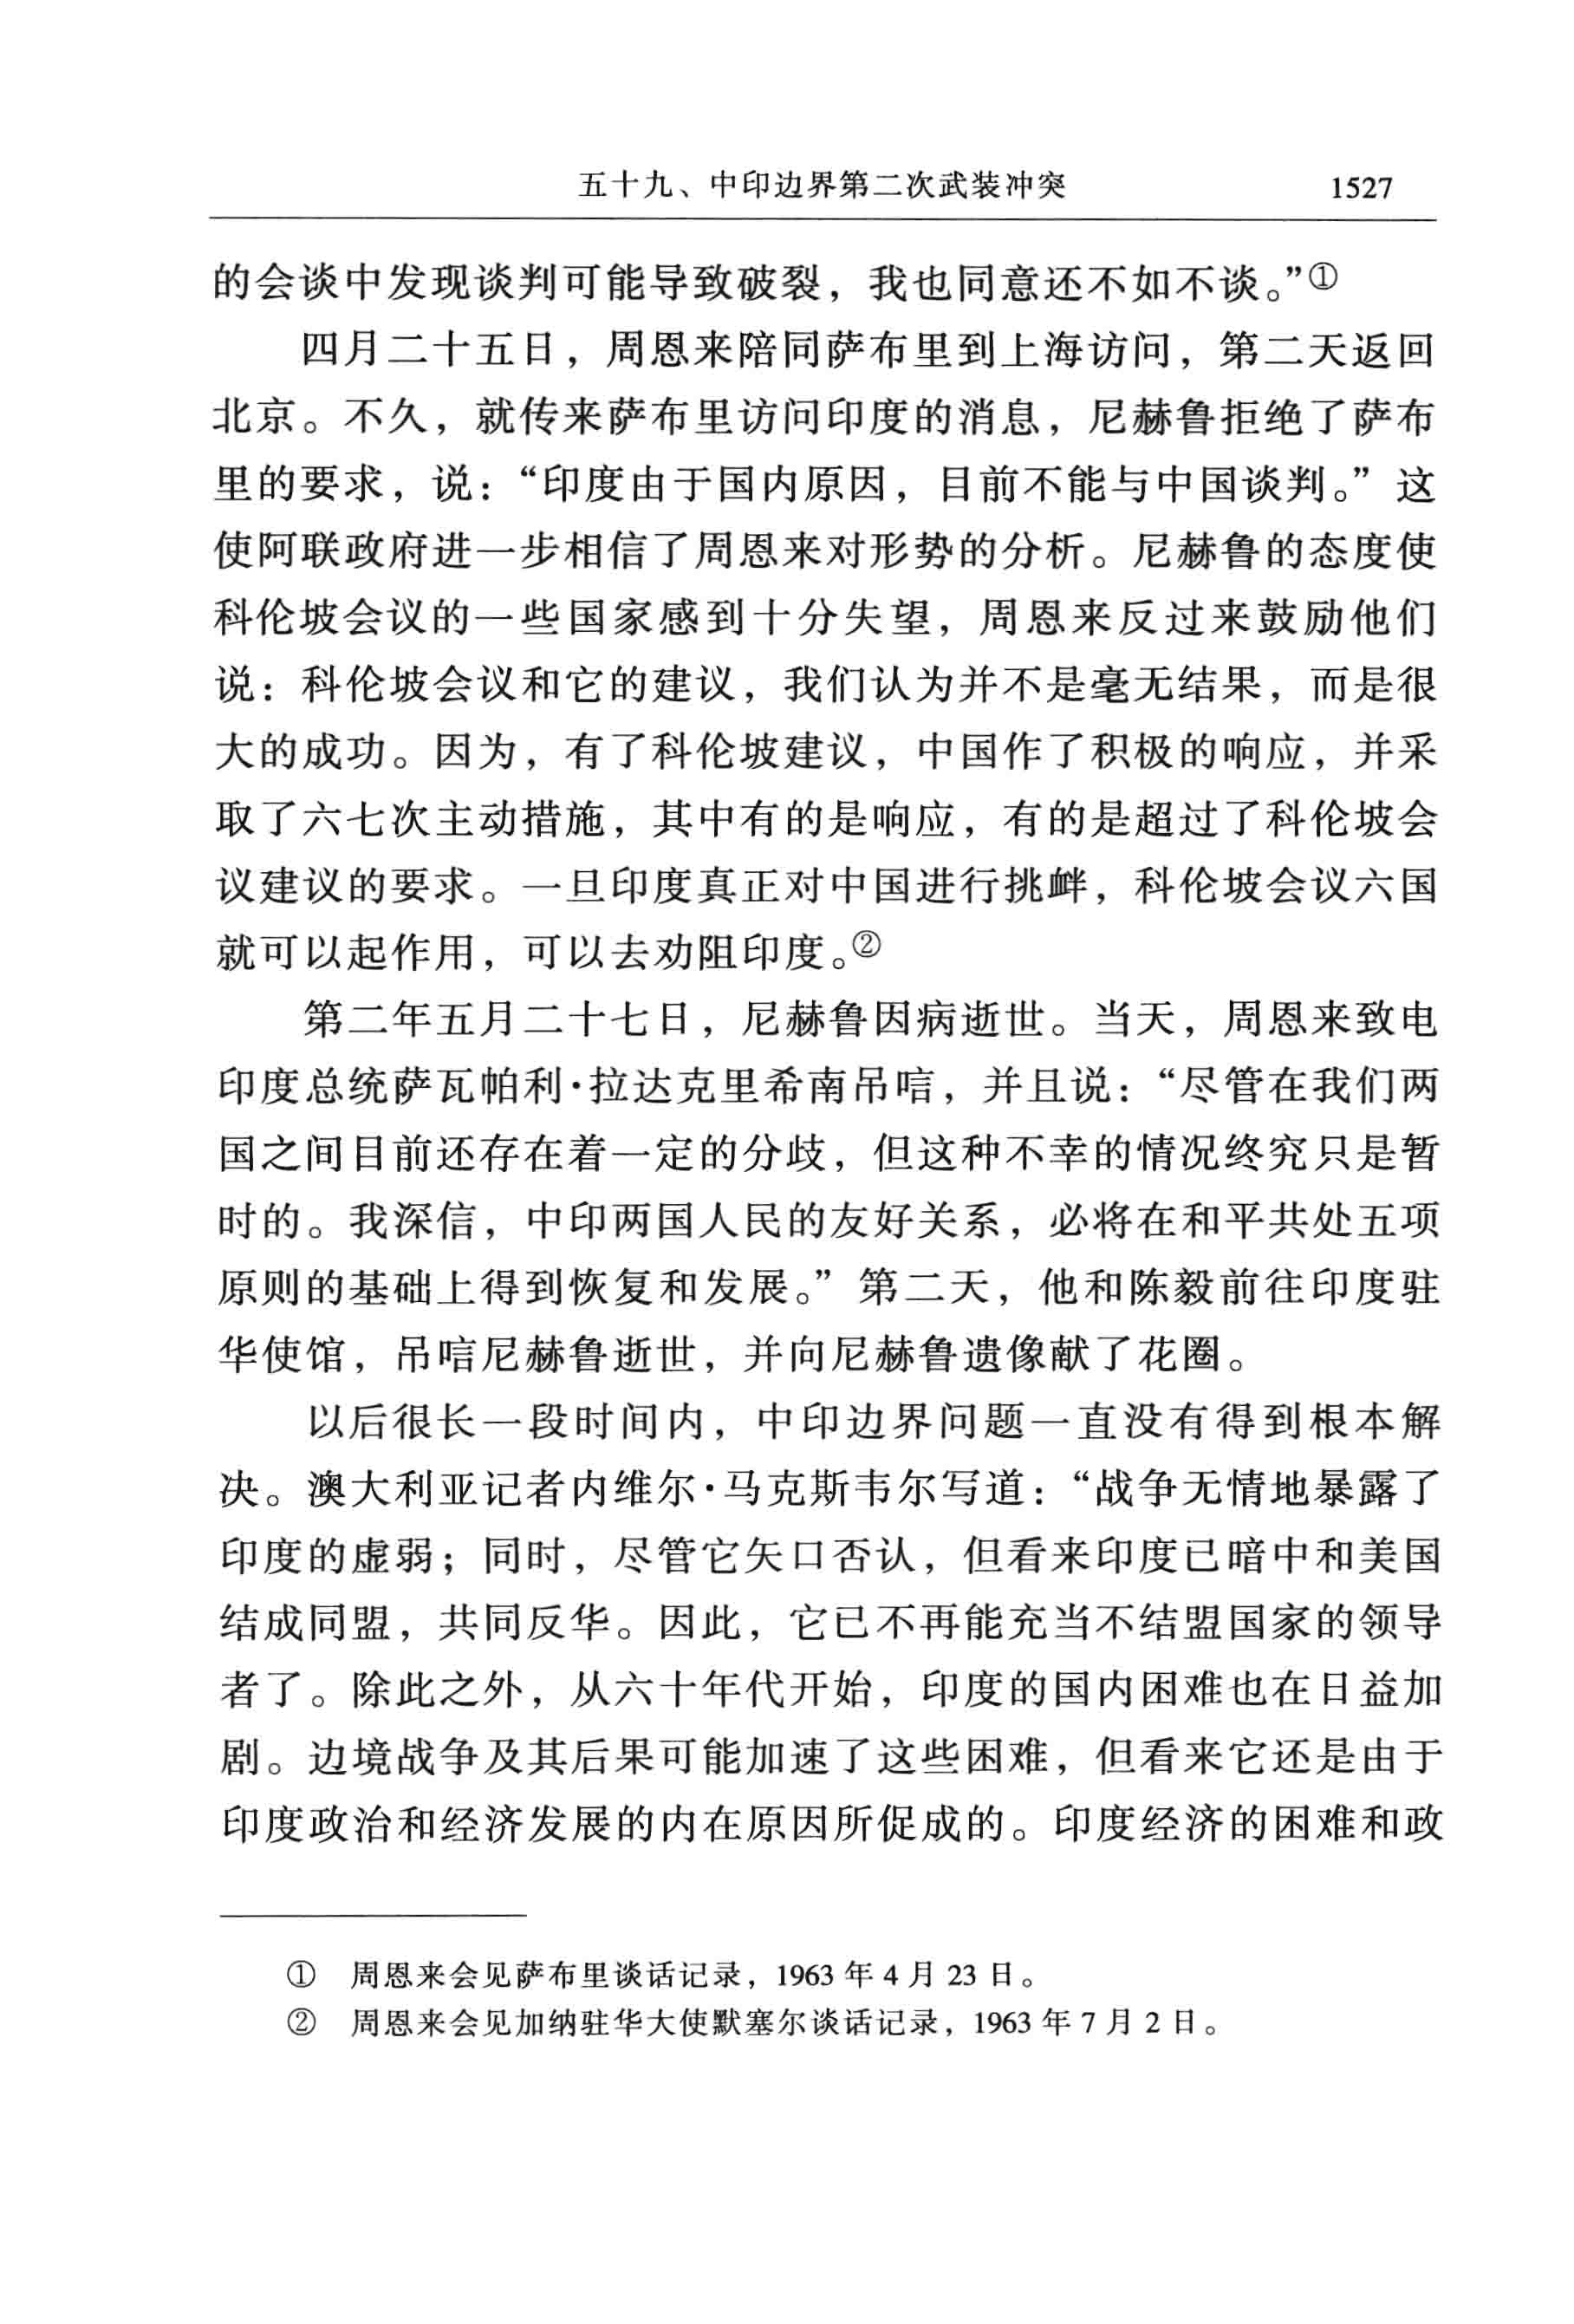 五十九、中印边界第二次武装冲突 1527
的会谈中发现谈判可能导致破裂，我也同意还不如不谈。”①
四月二十五日，周恩来陪同萨布里到上海访问，第二天返回
北京。不久，就传来萨布里访问印度的消息，尼赫鲁拒绝了萨布
里的要求，说：“印度由于国内原因，目前不能与中国谈判。”这
使阿联政府进一步相信了周恩来对形势的分析。尼赫鲁的态度使
科伦坡会议的一些国家感到十分失望，周恩来反过来鼓励他们
说：科伦坡会议和它的建议，我们认为并不是毫无结果，而是很
大的成功。因为，有了科伦坡建议，中国作了积极的响应，并采
取了六七次主动措施，其中有的是响应，有的是超过了科伦坡会
议建议的要求。一旦印度真正对中国进行挑衅，科伦坡会议六国
就可以起作用，可以去劝阻印度。②
第二年五月二十七日，尼赫鲁因病逝世。当天，周恩来致电
印度总统萨瓦帕利·拉达克里希南吊唁，并且说：“尽管在我们两
国之间目前还存在着一定的分歧，但这种不幸的情况终究只是暂
时的。我深信，中印两国人民的友好关系，必将在和平共处五项
原则的基础上得到恢复和发展。”第二天，他和陈毅前往印度驻
华使馆，吊唁尼赫鲁逝世，并向尼赫鲁遗像献了花圈。
以后很长一段时间内，中印边界问题一直没有得到根本解
决。澳大利亚记者内维尔·马克斯韦尔写道：“战争无情地暴露了
印度的虚弱；同时，尽管它矢口否认，但看来印度已暗中和美国
结成同盟，共同反华。因此，它已不再能充当不结盟国家的领导
者了。除此之外，从六十年代开始，印度的国内困难也在日益加
剧。边境战争及其后果可能加速了这些困难，但看来它还是由于
印度政治和经济发展的内在原因所促成的。印度经济的困难和政
① 周恩来会见萨布里谈话记录，1963 年 4 月 23 日。
② 周恩来会见加纳驻华大使默塞尔谈话记录，1963 年 7 月 2 日。